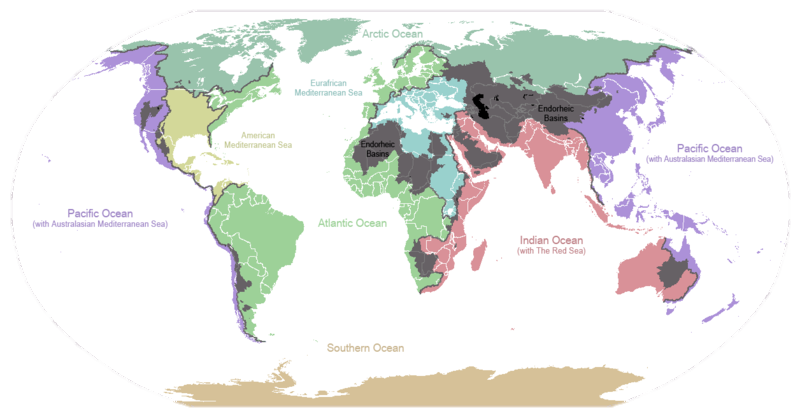 Arctic Ocean
Eurafrican
Mediterranean Sea
American
Mediterranean Sea
Endorheic
Basins
Endorheic
Basins
Pacific Ocean
(with Australasian Mediterranean Sea)
Pacific Ocean
(with Australasian Mediterranean Sea)
Atlantic Ocean
Indian Ocean
(with The Red Sea)
Southern Ocean